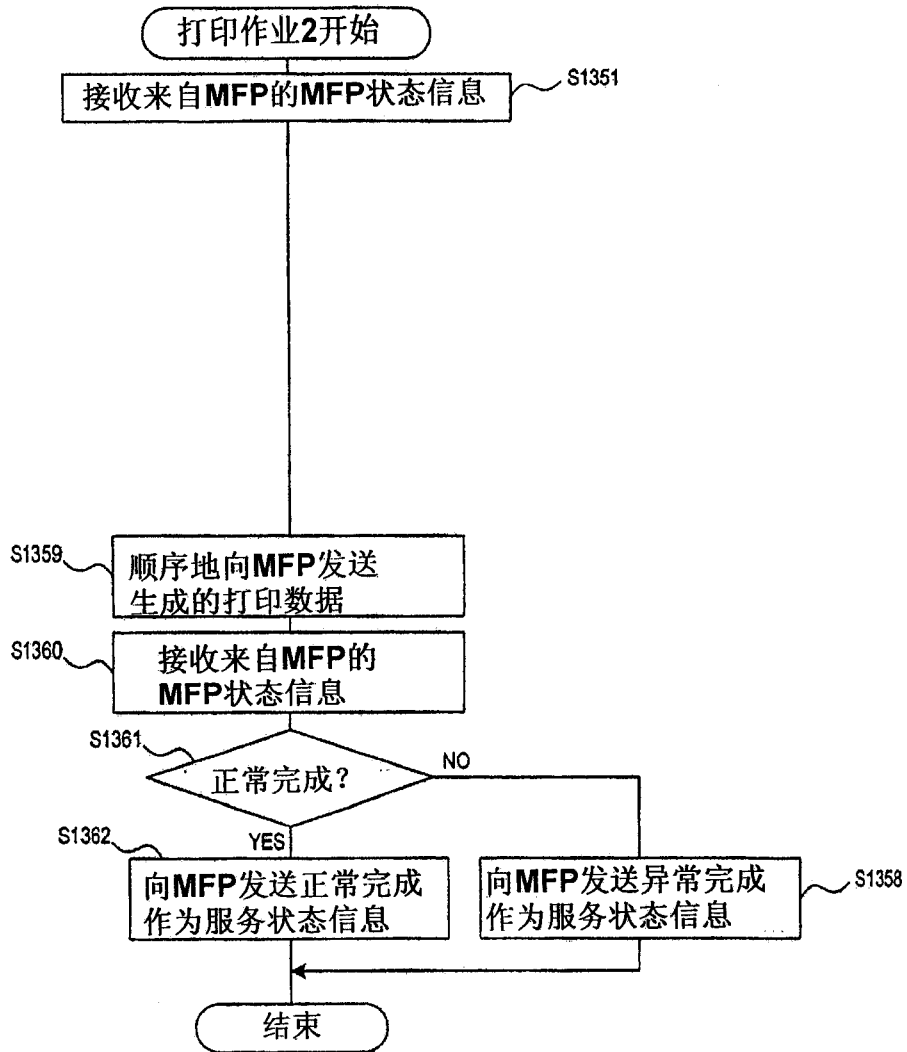 打印作业2开始
接收来自MFP的MFP状态信息
S1351
S1359
顺序地向MFP发送
生成的打印数据
S1360
接收来自MFP的
MFP状态信息
S1361
正常完成？
NO
YES
S1362
向MFP发送正常完成
作为服务状态信息
向MFP发送异常完成
作为服务状态信息
S1358
结束